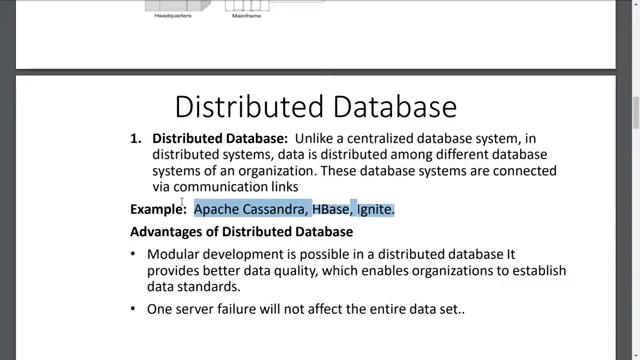 Headquarters Mainframe
Distributed Database
1. Distributed Database: Unlike a centralized database system, in
distributed systems, data is distributed among different database
systems of an organization. These database systems are connected
via communication links
Example: Apache Cassandra, HBase, Ignite.
Advantages of Distributed Database
• Modular development is possible in a distributed database It
provides better data quality, which enables organizations to establish
data standards.
• One server failure will not affect the entire data set..